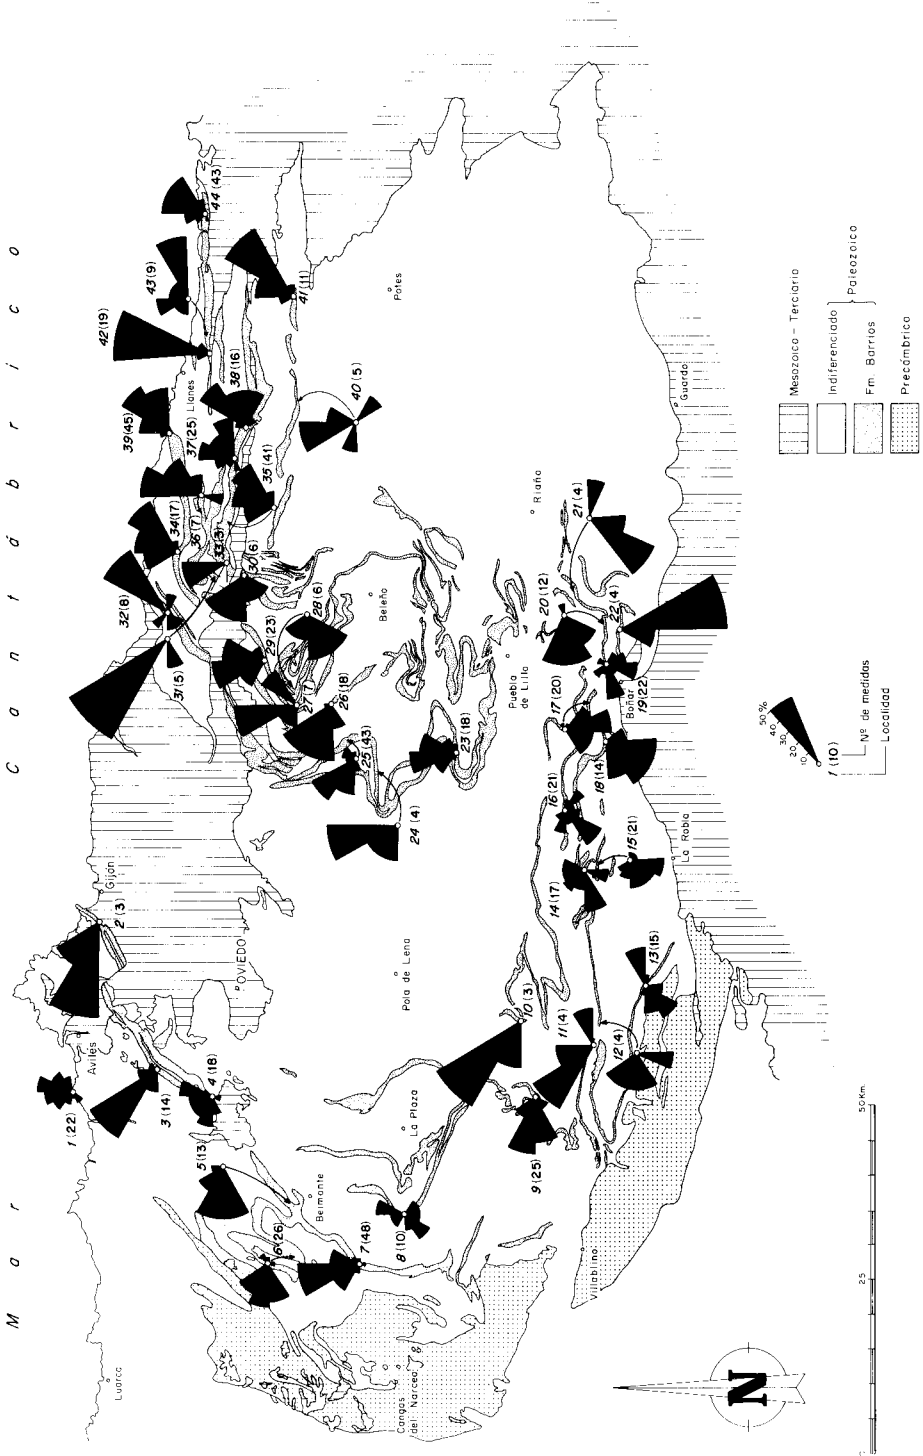 Mar Cantábrico
Luarca
Avilés
Gijón
OVIEDO
Llanes
Belmonte
La Plaza
Pola de Lena
Beleño
Potes
Cangas
del Narcea
Villablino
Puebla
de Lillo
Riaño
Boñar
La Robla
Guardo
1 (22)
2 (3)
3 (14)
4 (18)
5 (13)
6 (26)
7 (48)
8 (10)
9 (25)
10 (3)
11 (4)
12 (4)
13 (15)
14 (17)
15 (21)
16 (21)
17 (20)
18 (14)
19 (22)
20 (12)
21 (4)
22 (4)
23 (18)
24 (4)
25 (43)
26 (18)
27 (7)
28 (6)
29 (23)
30 (6)
31 (5)
32 (8)
33 (3)
34 (17)
35 (41)
36 (7)
37 (25)
38 (16)
39 (45)
40 (5)
41 (11)
42 (19)
43 (9)
44 (43)
N
0 25 50 Km.
10 20 30 40 50 %
1 (10)
Nº de medidas
Localidad
Mesozoico - Terciario
Indiferenciado
Fm. Barrios
Paleozoico
Precámbrico